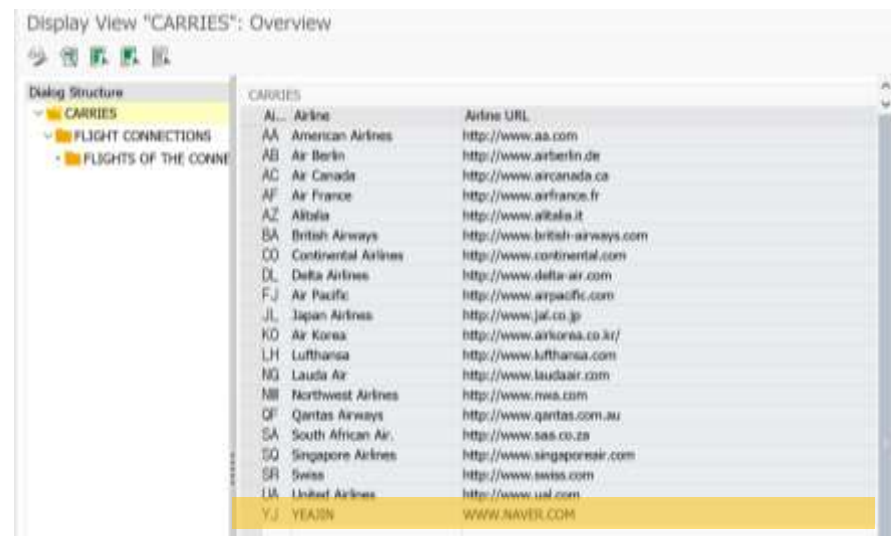 Display View "CARRIES": Overview
Dialog Structure
CARRIES
FLIGHT CONNECTIONS
FLIGHTS OF THE CONNE
CARRIES
Ai... Airline Airline URL
AA American Airlines http://www.aa.com
AB Air Berlin http://www.airberlin.de
AC Air Canada http://www.aircanada.ca
AF Air France http://www.airfrance.fr
AZ Alitalia http://www.alitalia.it
BA British Airways http://www.british-airways.com
CO Continental Airlines http://www.continental.com
DL Delta Airlines http://www.delta-air.com
FJ Air Pacific http://www.airpacific.com
JL Japan Airlines http://www.jal.co.jp
KO Air Korea http://www.airkorea.co.kr/
LH Lufthansa http://www.lufthansa.com
NG Lauda Air http://www.laudaair.com
NW Northwest Airlines http://www.nwa.com
QF Qantas Airways http://www.qantas.com.au
SA South African Air. http://www.saa.co.za
SQ Singapore Airlines http://www.singaporeair.com
SR Swiss http://www.swiss.com
UA United Airlines http://www.ual.com
YJ YEAJIN WWW.NAVER.COM